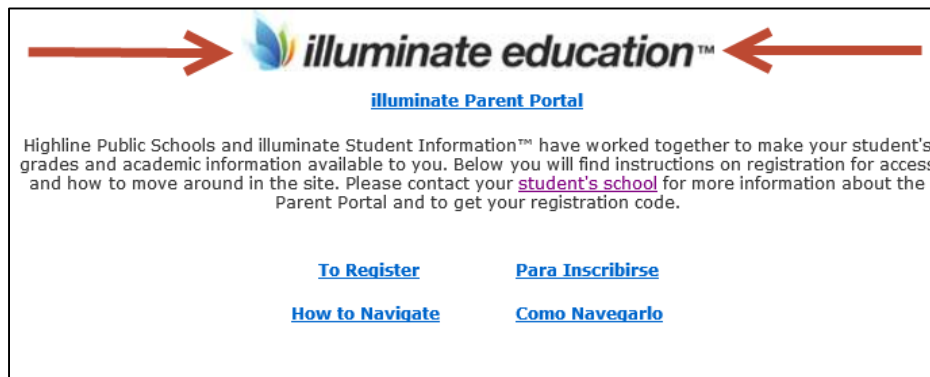 illuminate education™
illuminate Parent Portal
Highline Public Schools and illuminate Student Information™ have worked together to make your student's
grades and academic information available to you. Below you will find instructions on registration for access
and how to move around in the site. Please contact your student's school for more information about the
Parent Portal and to get your registration code.
To Register Para Inscribirse
How to Navigate Como Navegarlo